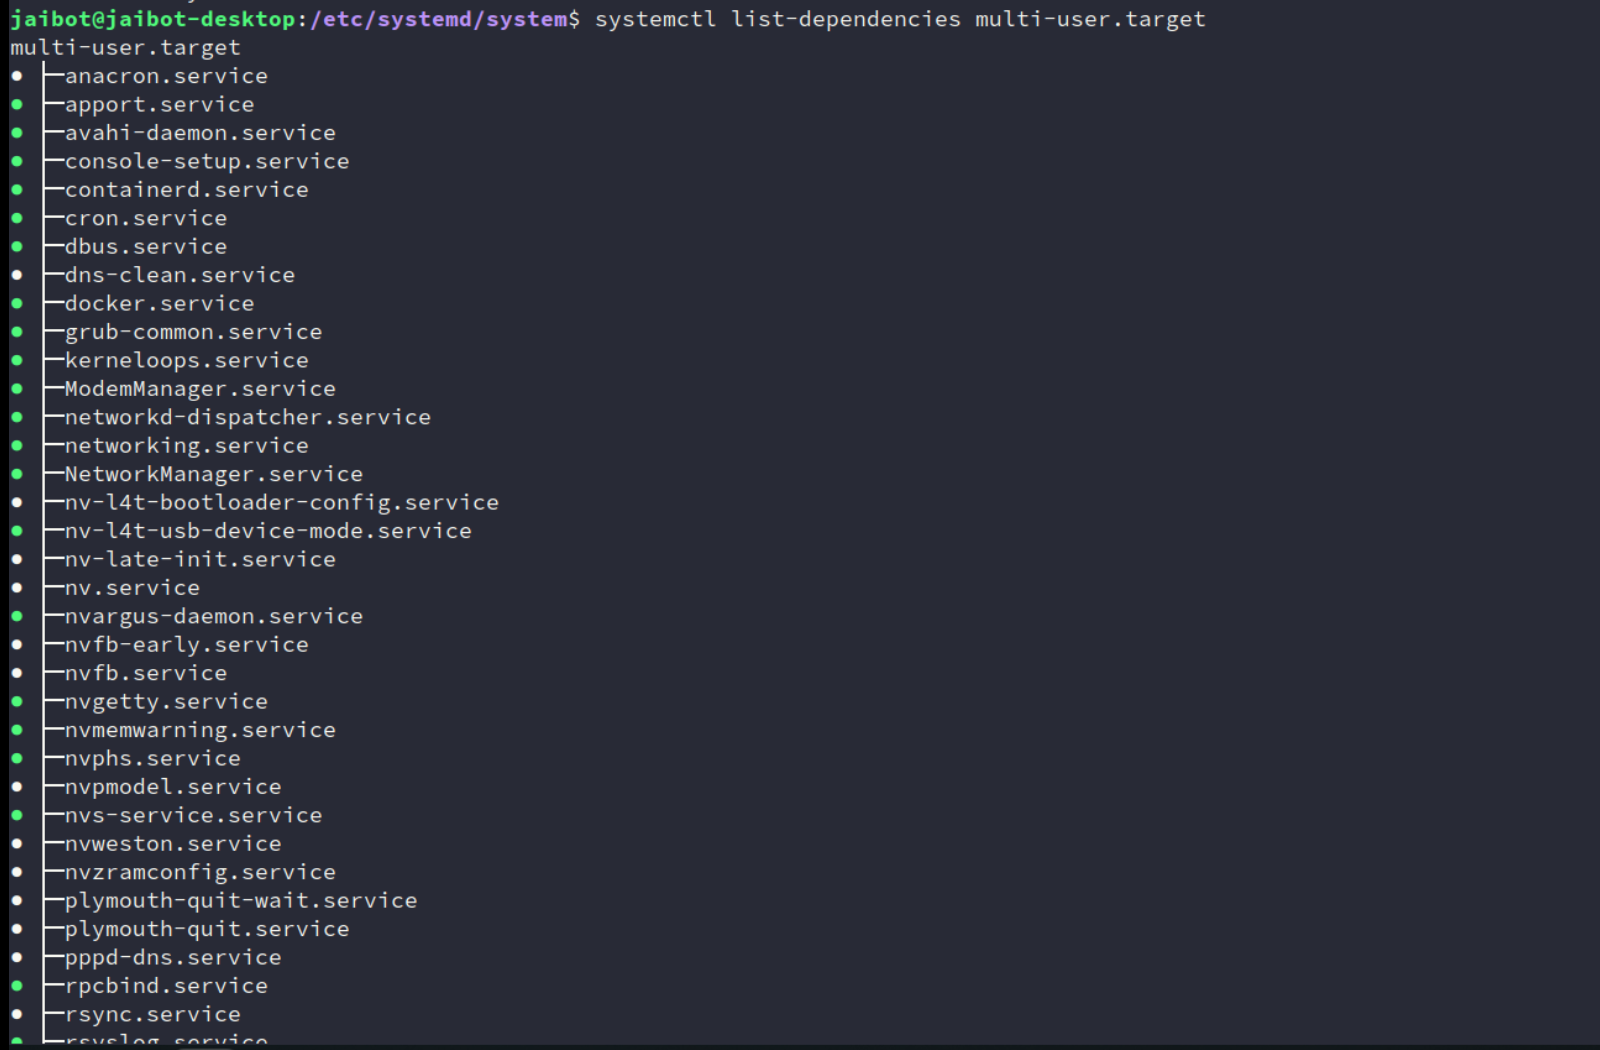 jaibot@jaibot-desktop:/etc/systemd/system$ systemctl list-dependencies multi-user.target
multi-user.target
● ├─anacron.service
● ├─apport.service
● ├─avahi-daemon.service
● ├─console-setup.service
● ├─containerd.service
● ├─cron.service
● ├─dbus.service
● ├─dns-clean.service
● ├─docker.service
● ├─grub-common.service
● ├─kerneloops.service
● ├─ModemManager.service
● ├─networkd-dispatcher.service
● ├─networking.service
● ├─NetworkManager.service
● ├─nv-l4t-bootloader-config.service
● ├─nv-l4t-usb-device-mode.service
● ├─nv-late-init.service
● ├─nv.service
● ├─nvargus-daemon.service
● ├─nvfb-early.service
● ├─nvfb.service
● ├─nvgetty.service
● ├─nvmemwarning.service
● ├─nvphs.service
● ├─nvpmodel.service
● ├─nvs-service.service
● ├─nvweston.service
● ├─nvzramconfig.service
● ├─plymouth-quit-wait.service
● ├─plymouth-quit.service
● ├─pppd-dns.service
● ├─rpcbind.service
● ├─rsync.service
● ├─rsyslog.service